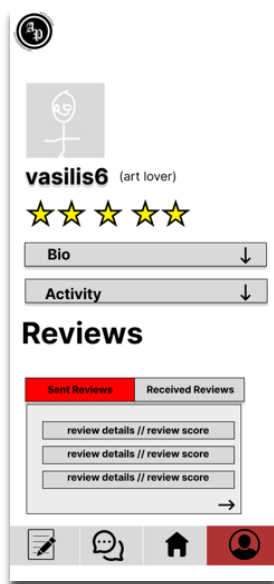 AP
vasilis6 (art lover)
Bio
Activity
Reviews
Sent Reviews Received Reviews
review details // review score
review details // review score
review details // review score